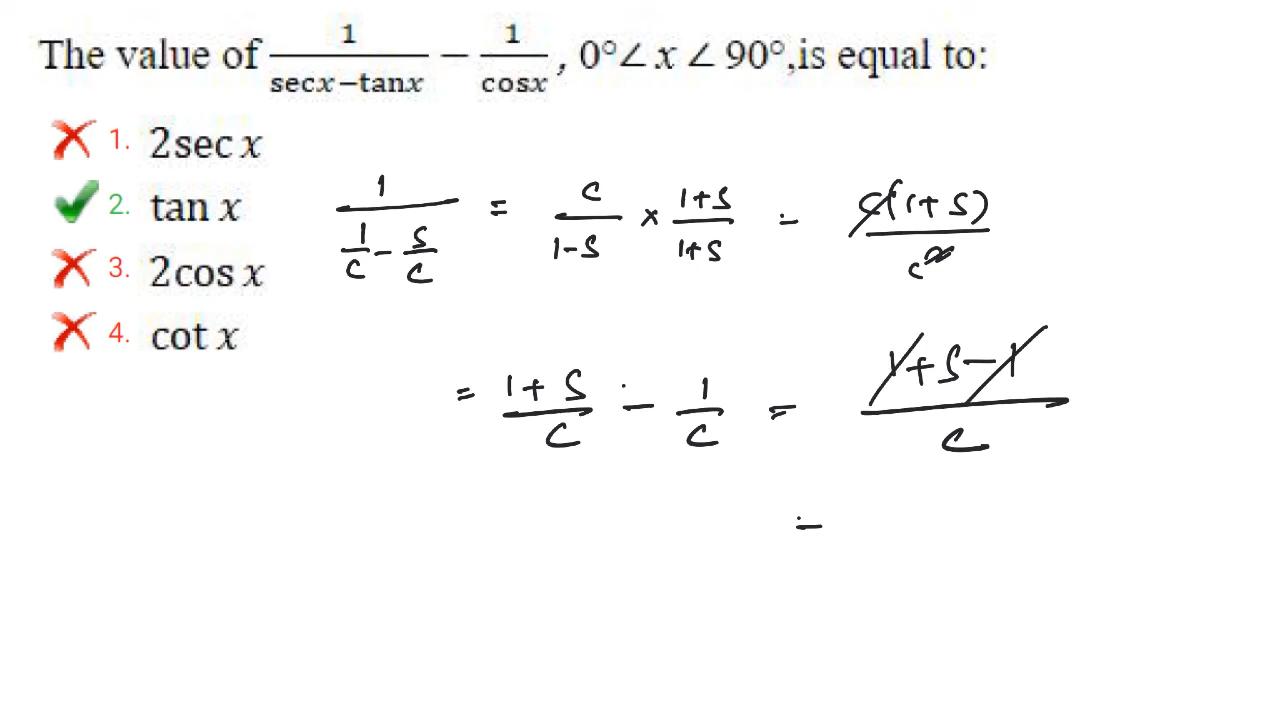 The value of 1/(secx−tanx) − 1/cosx , 0°∠ x ∠ 90°,is equal to:
1. 2sec x
2. tan x
3. 2cos x
4. cot x
1/(1/c − s/c) = c/(1−s) × (1+s)/(1+s) = c(1+s)/c²
= (1+s)/c − 1/c = (1+s−1)/c
=